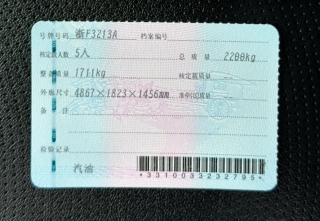 号牌号码 浙F3213A 档案编号
核定载人数 5人 总质量 2200kg
整备质量 1711kg 核定载质量
外廓尺寸 4867×1823×1456mm 准牵引总质量
备注
检验记录
汽油
*3310033232795*